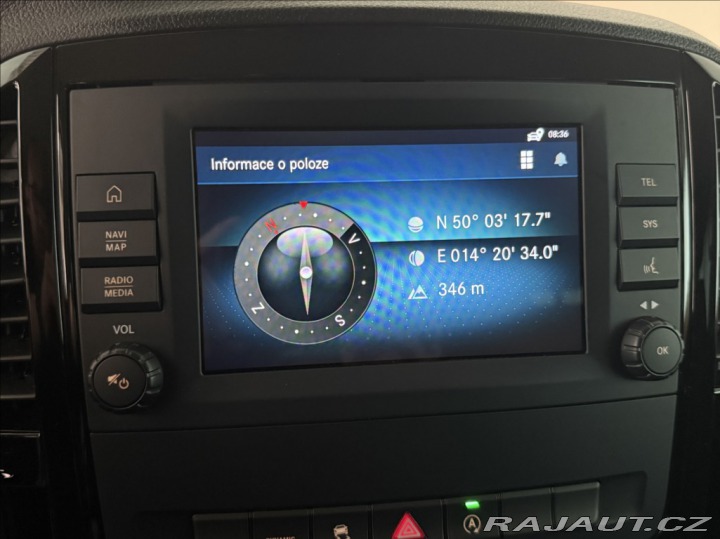 08:36
Informace o poloze
N 50° 03' 17.7"
E 014° 20' 34.0"
346 m
V
S
Z
NAVI
MAP
RADIO
MEDIA
VOL
TEL
SYS
OK
A
RAJAUT.CZ